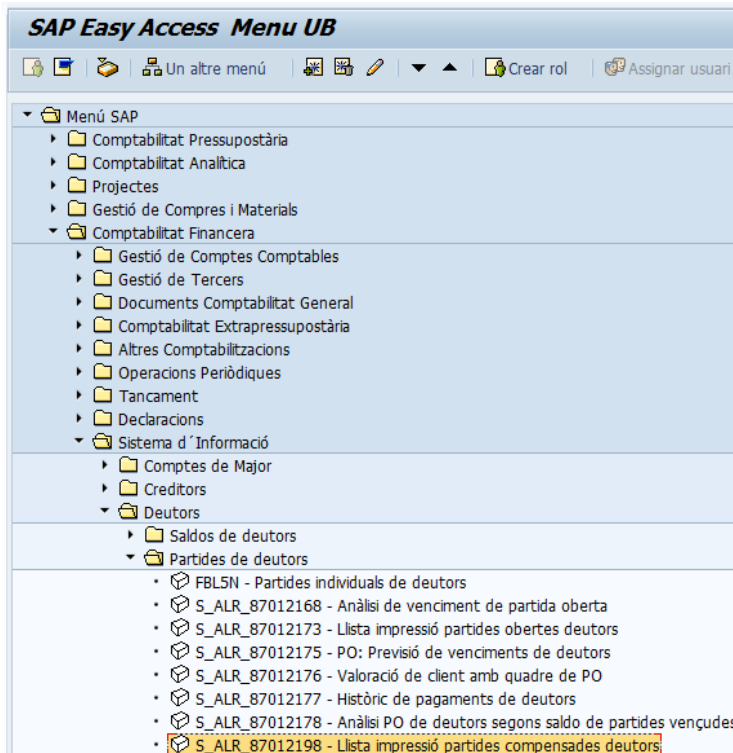 SAP Easy Access Menu UB
Un altre menú Crear rol Assignar usuari
Menú SAP
Comptabilitat Pressupostària
Comptabilitat Analítica
Projectes
Gestió de Compres i Materials
Comptabilitat Financera
Gestió de Comptes Comptables
Gestió de Tercers
Documents Comptabilitat General
Comptabilitat Extrapressupostària
Altres Comptabilitzacions
Operacions Periòdiques
Tancament
Declaracions
Sistema d´Informació
Comptes de Major
Creditors
Deutors
Saldos de deutors
Partides de deutors
FBL5N - Partides individuals de deutors
S_ALR_87012168 - Anàlisi de venciment de partida oberta
S_ALR_87012173 - Llista impressió partides obertes deutors
S_ALR_87012175 - PO: Previsió de venciments de deutors
S_ALR_87012176 - Valoració de client amb quadre de PO
S_ALR_87012177 - Històric de pagaments de deutors
S_ALR_87012178 - Anàlisi PO de deutors segons saldo de partides vençudes
S_ALR_87012198 - Llista impressió partides compensades deutors